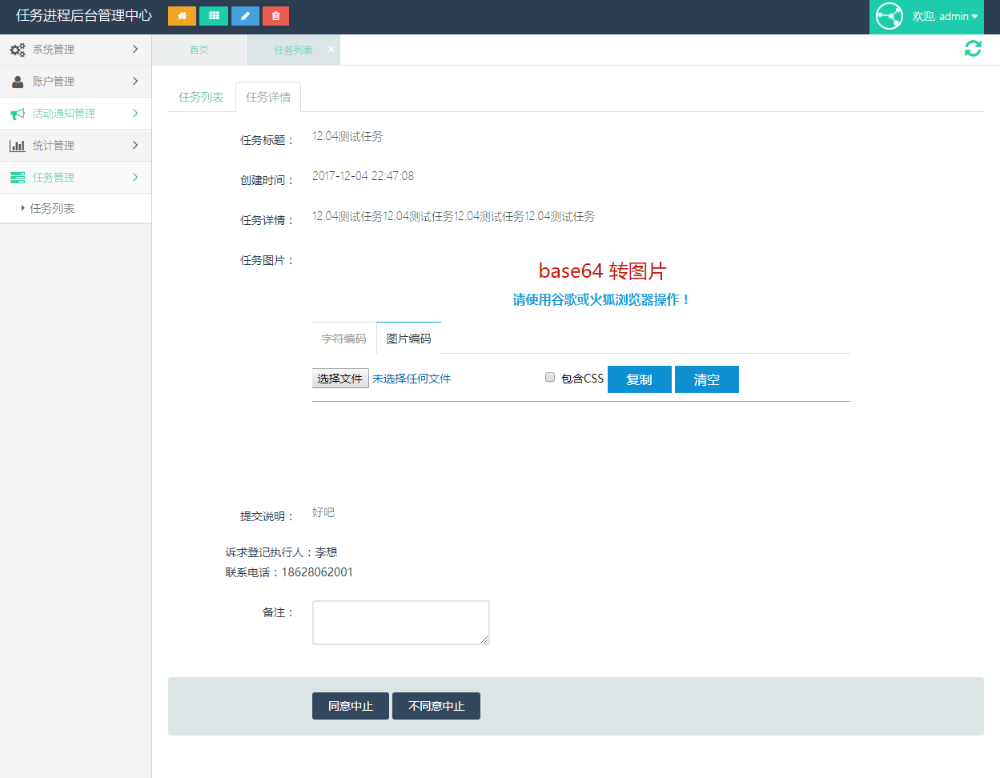 任务进程后台管理中心
欢迎, admin
系统管理
账户管理
活动通知管理
统计管理
任务管理
任务列表
首页
任务列表 ×
任务列表
任务详情
任务标题：
12.04测试任务
创建时间：
2017-12-04 22:47:08
任务详情：
12.04测试任务12.04测试任务12.04测试任务12.04测试任务
任务图片：
base64 转图片
请使用谷歌或火狐浏览器操作！
字符编码
图片编码
选择文件 未选择任何文件
包含CSS
复制
清空
提交说明：
好吧
诉求登记执行人：李想
联系电话：18628062001
备注：
同意中止
不同意中止